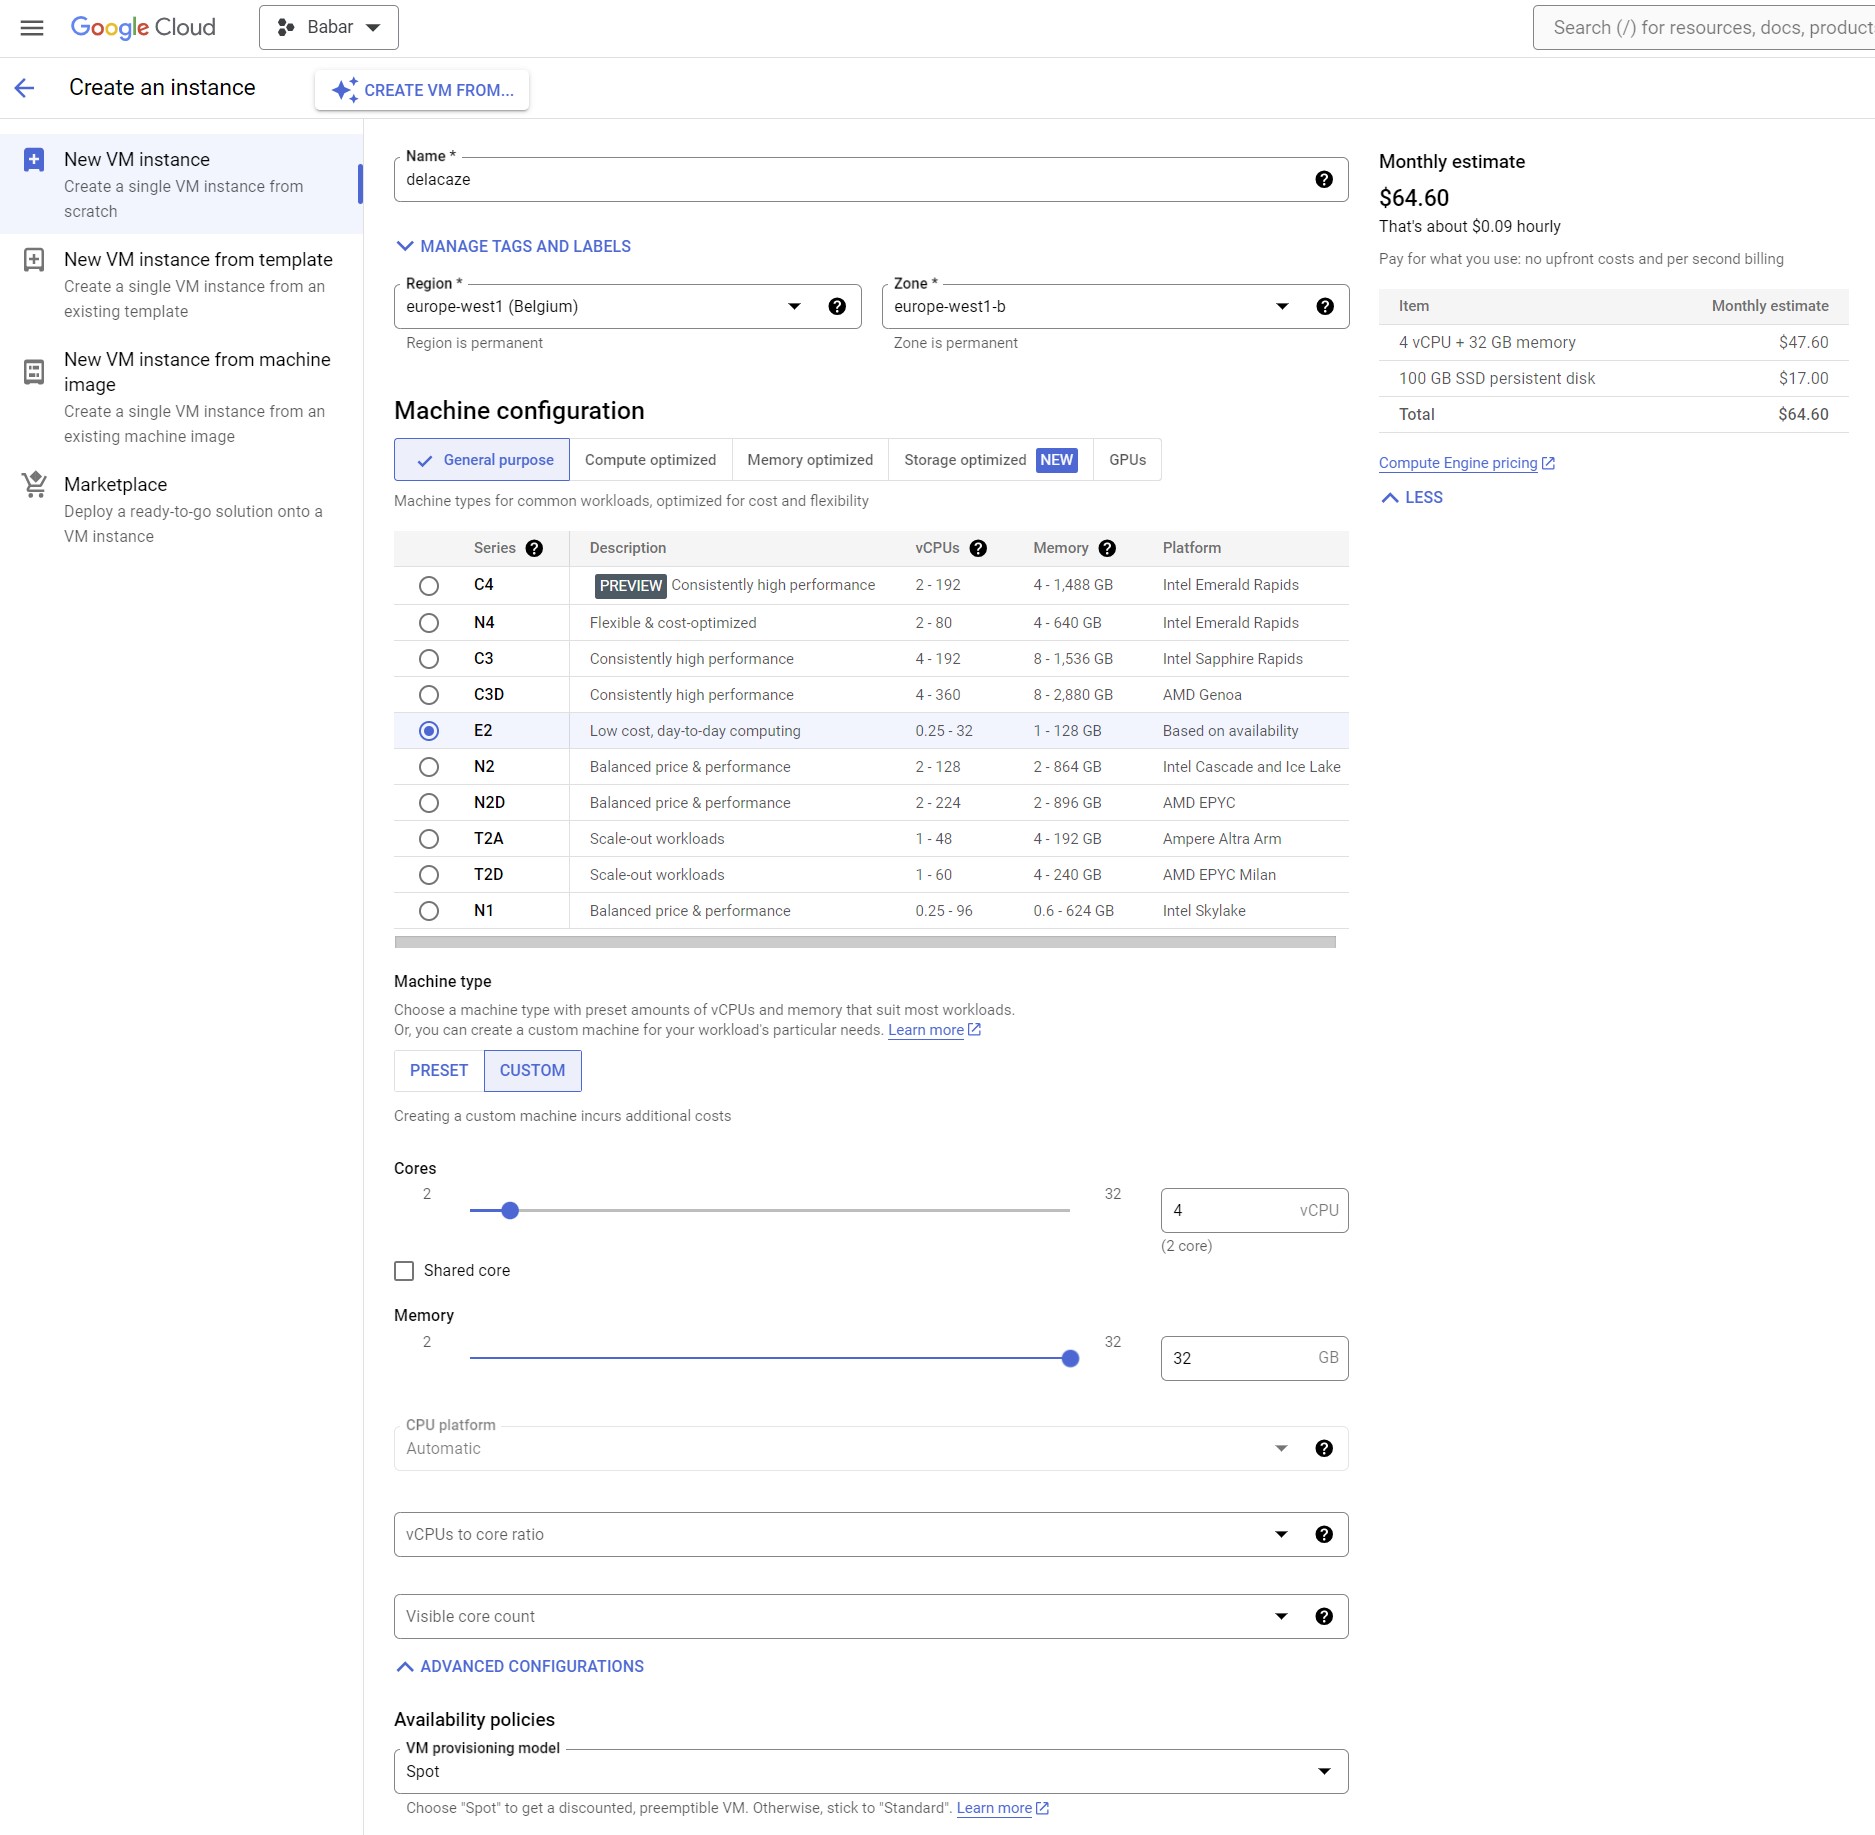 Google Cloud
Babar
Search (/) for resources, docs, product
Create an instance
CREATE VM FROM...
New VM instance
Create a single VM instance from
scratch
New VM instance from template
Create a single VM instance from an
existing template
New VM instance from machine
image
Create a single VM instance from an
existing machine image
Marketplace
Deploy a ready-to-go solution onto a
VM instance
Name *
delacaze
MANAGE TAGS AND LABELS
Region *
europe-west1 (Belgium)
Region is permanent
Zone *
europe-west1-b
Zone is permanent
Machine configuration
General purpose
Compute optimized
Memory optimized
Storage optimized NEW
GPUs
Machine types for common workloads, optimized for cost and flexibility
Series Description vCPUs Memory Platform
C4 PREVIEW Consistently high performance 2 - 192 4 - 1,488 GB Intel Emerald Rapids
N4 Flexible & cost-optimized 2 - 80 4 - 640 GB Intel Emerald Rapids
C3 Consistently high performance 4 - 192 8 - 1,536 GB Intel Sapphire Rapids
C3D Consistently high performance 4 - 360 8 - 2,880 GB AMD Genoa
E2 Low cost, day-to-day computing 0.25 - 32 1 - 128 GB Based on availability
N2 Balanced price & performance 2 - 128 2 - 864 GB Intel Cascade and Ice Lake
N2D Balanced price & performance 2 - 224 2 - 896 GB AMD EPYC
T2A Scale-out workloads 1 - 48 4 - 192 GB Ampere Altra Arm
T2D Scale-out workloads 1 - 60 4 - 240 GB AMD EPYC Milan
N1 Balanced price & performance 0.25 - 96 0.6 - 624 GB Intel Skylake
Machine type
Choose a machine type with preset amounts of vCPUs and memory that suit most workloads.
Or, you can create a custom machine for your workload's particular needs. Learn more
PRESET CUSTOM
Creating a custom machine incurs additional costs
Cores
2 32
4 vCPU
(2 core)
Shared core
Memory
2 32
32 GB
CPU platform
Automatic
vCPUs to core ratio
Visible core count
ADVANCED CONFIGURATIONS
Availability policies
VM provisioning model
Spot
Choose "Spot" to get a discounted, preemptible VM. Otherwise, stick to "Standard". Learn more
Monthly estimate
$64.60
That's about $0.09 hourly
Pay for what you use: no upfront costs and per second billing
Item Monthly estimate
4 vCPU + 32 GB memory $47.60
100 GB SSD persistent disk $17.00
Total $64.60
Compute Engine pricing
LESS